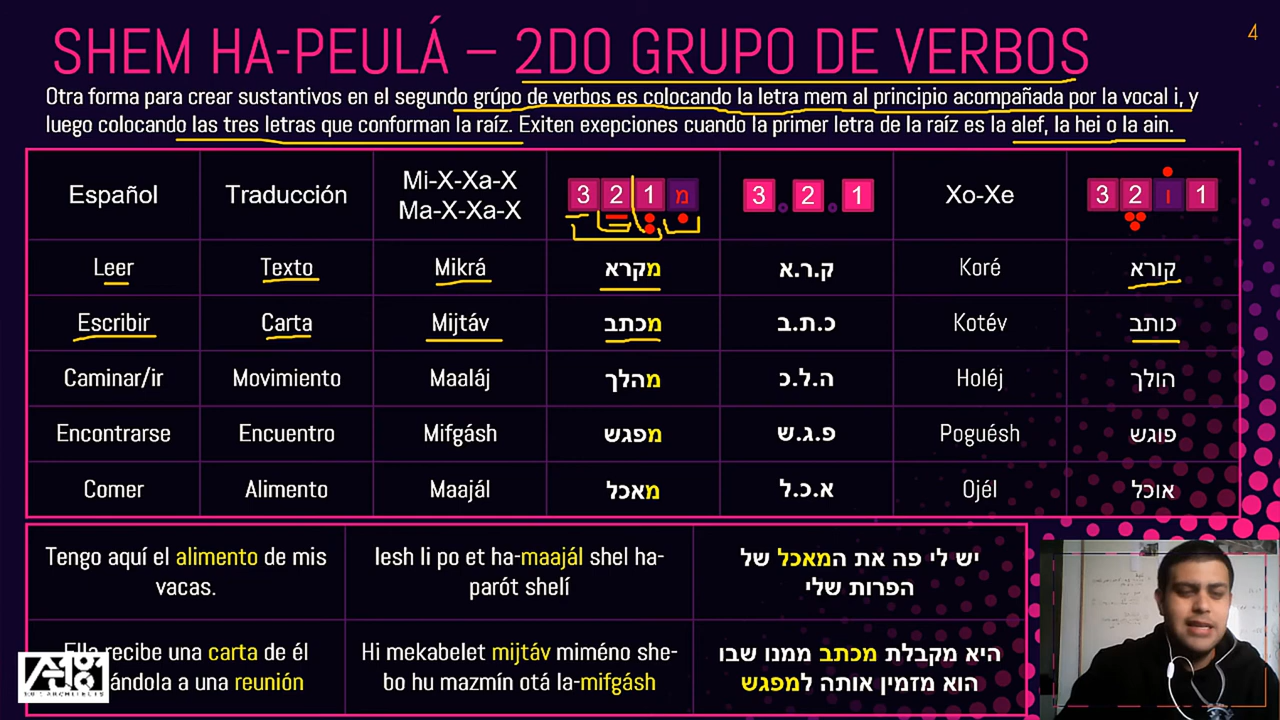 4
SHEM HA-PEULÁ – 2DO GRUPO DE VERBOS
Otra forma para crear sustantivos en el segundo grúpo de verbos es colocando la letra mem al principio acompañada por la vocal i, y
luego colocando las tres letras que conforman la raíz. Exiten exepciones cuando la primer letra de la raíz es la alef, la hei o la ain.
Español Traducción Mi-X-Xa-X
Ma-X-Xa-X
3 2 1 מ 3.2.1 Xo-Xe 3 2 ו 1
Leer Texto Mikrá מקרא ק.ר.א Koré קורא
Escribir Carta Mijtáv מכתב כ.ת.ב Kotév כותב
Caminar/ir Movimiento Maaláj מהלך ה.ל.כ Holéj הולך
Encontrarse Encuentro Mifgásh מפגש פ.ג.ש Poguésh פוגש
Comer Alimento Maajál מאכל א.כ.ל Ojél אוכל
Tengo aquí el alimento de mis
vacas.
Iesh li po et ha-maajál shel ha-
parót shelí
יש לי פה את המאכל של
הפרות שלי
recibe una carta de él
a una reunión
Hi mekabelet mijtáv miméno she-
bo hu mazmín otá la-mifgásh
היא מקבלת מכתב ממנו שבו
הוא מזמין אותה למפגש